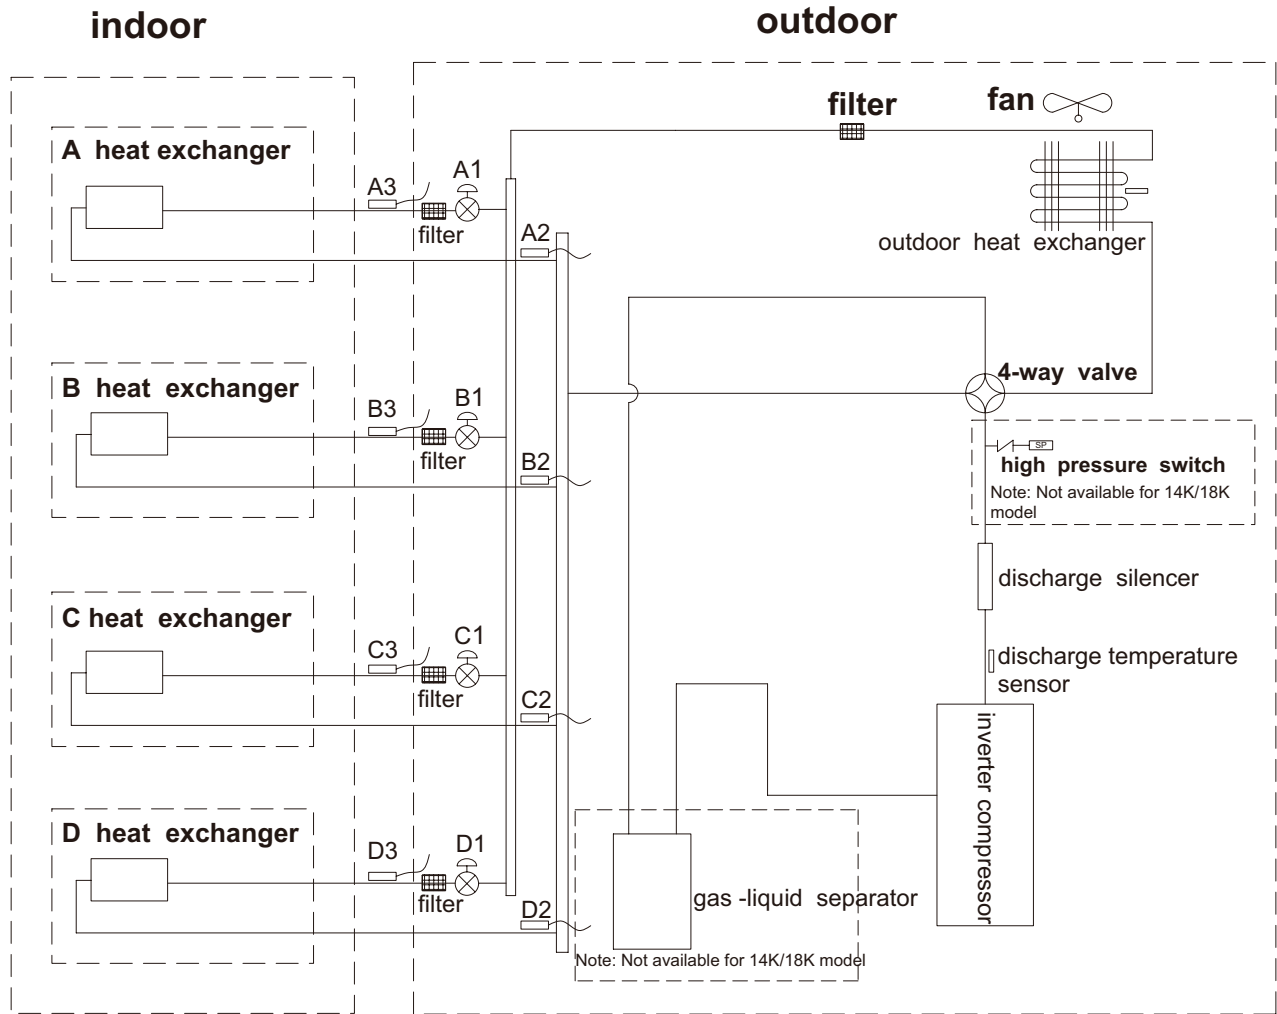 indoor
outdoor
filter
fan
A heat exchanger
A3
A1
filter
A2
outdoor heat exchanger
B heat exchanger
B3
B1
filter
B2
4-way valve
SP
high pressure switch
Note: Not available for 14K/18K
model
discharge silencer
C heat exchanger
C3
C1
filter
C2
discharge temperature
sensor
inverter compressor
D heat exchanger
D3
D1
filter
D2
gas -liquid separator
Note: Not available for 14K/18K model